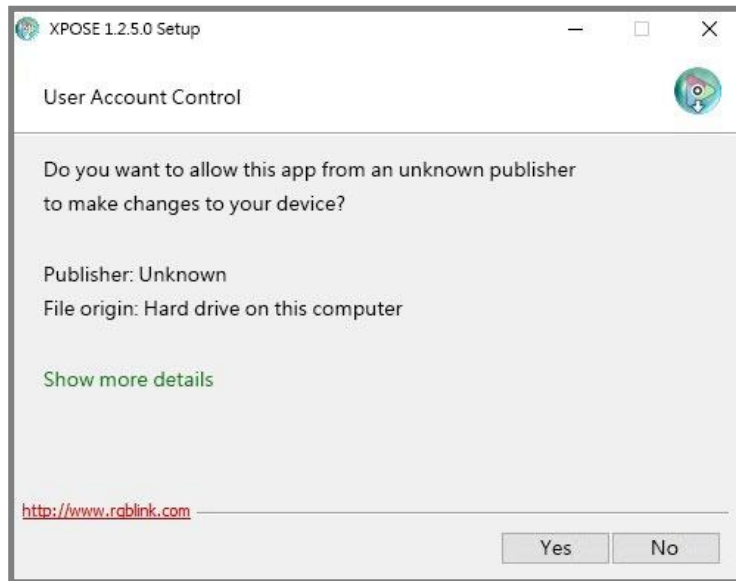 XPOSE 1.2.5.0 Setup
User Account Control
Do you want to allow this app from an unknown publisher
to make changes to your device?
Publisher: Unknown
File origin: Hard drive on this computer
Show more details
http://www.rgblink.com
Yes No